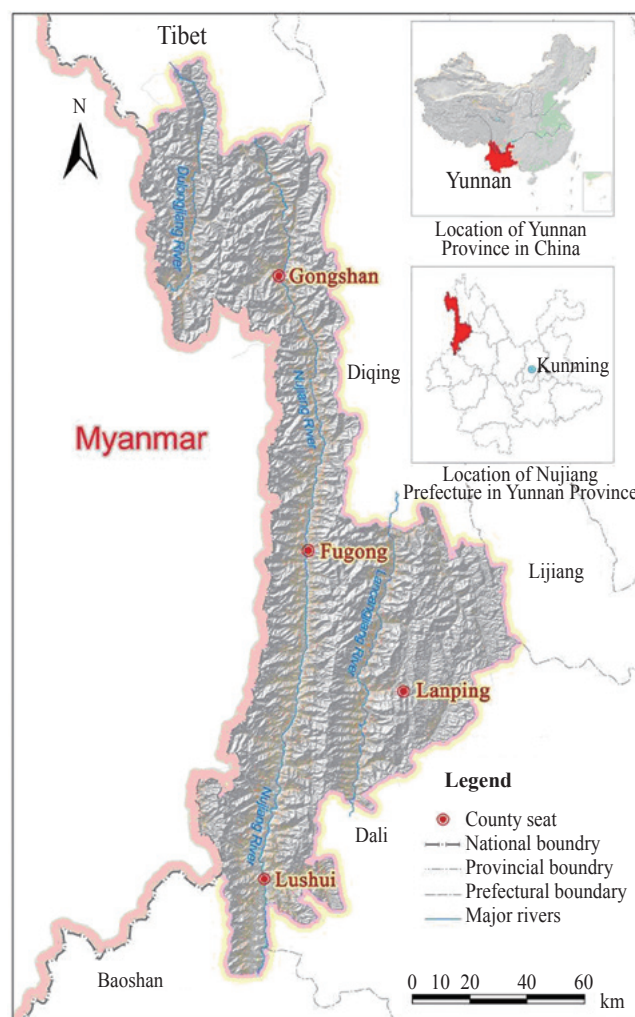 Tibet
N
Dulongjiang River
Gongshan
Nujiang River
Diqing
Myanmar
Fugong
Lancangjiang River
Lijiang
Lanping
Nujiang River
Dali
Lushui
Baoshan
Yunnan
Location of Yunnan
Province in China
Kunming
Location of Nujiang
Prefecture in Yunnan Province
Legend
County seat
National boundry
Provincial boundry
Prefectural boundary
Major rivers
0 10 20 40 60
km